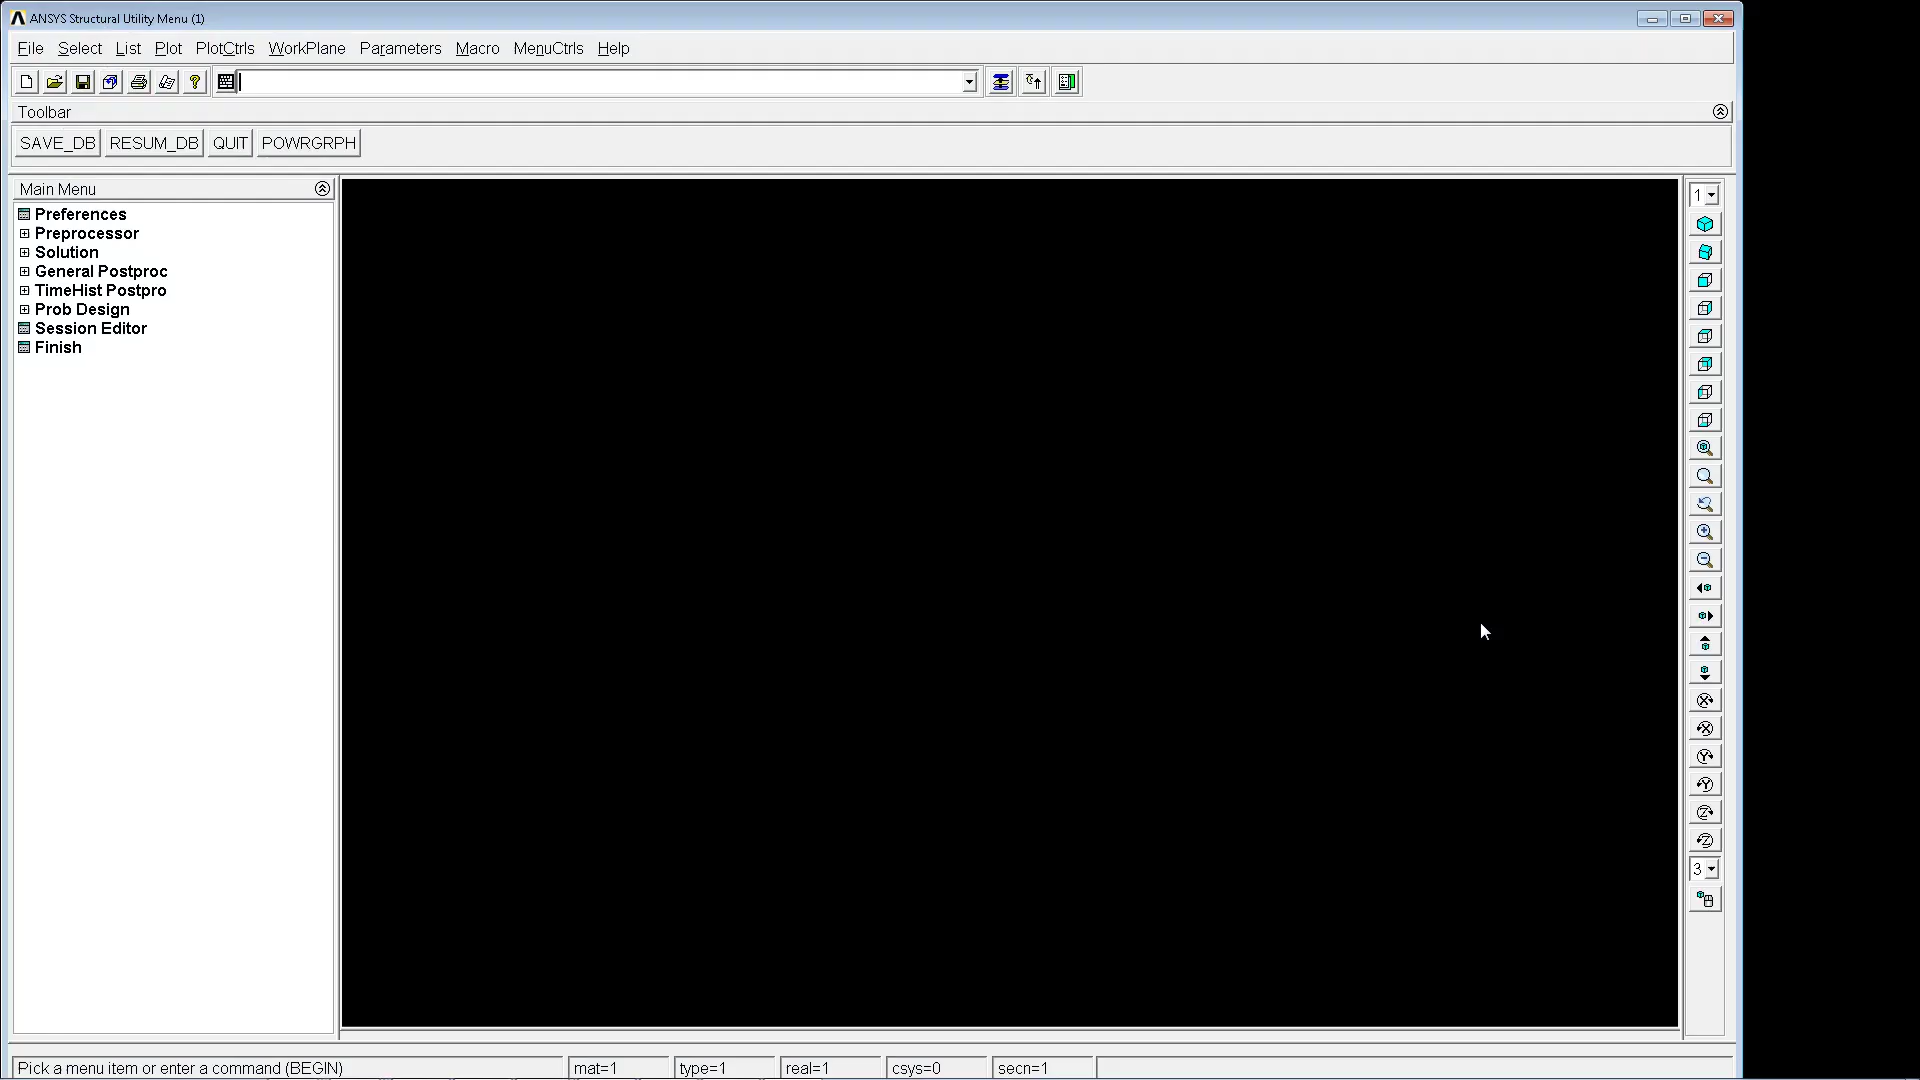 ANSYS Structural Utility Menu (1)
File Select List Plot PlotCtrls WorkPlane Parameters Macro MenuCtrls Help
Toolbar
SAVE_DB RESUM_DB QUIT POWRGRPH
Main Menu
1
Preferences
Preprocessor
Solution
General Postproc
TimeHist Postpro
Prob Design
Session Editor
Finish
3
Pick a menu item or enter a command (BEGIN) mat=1 type=1 real=1 csys=0 secn=1